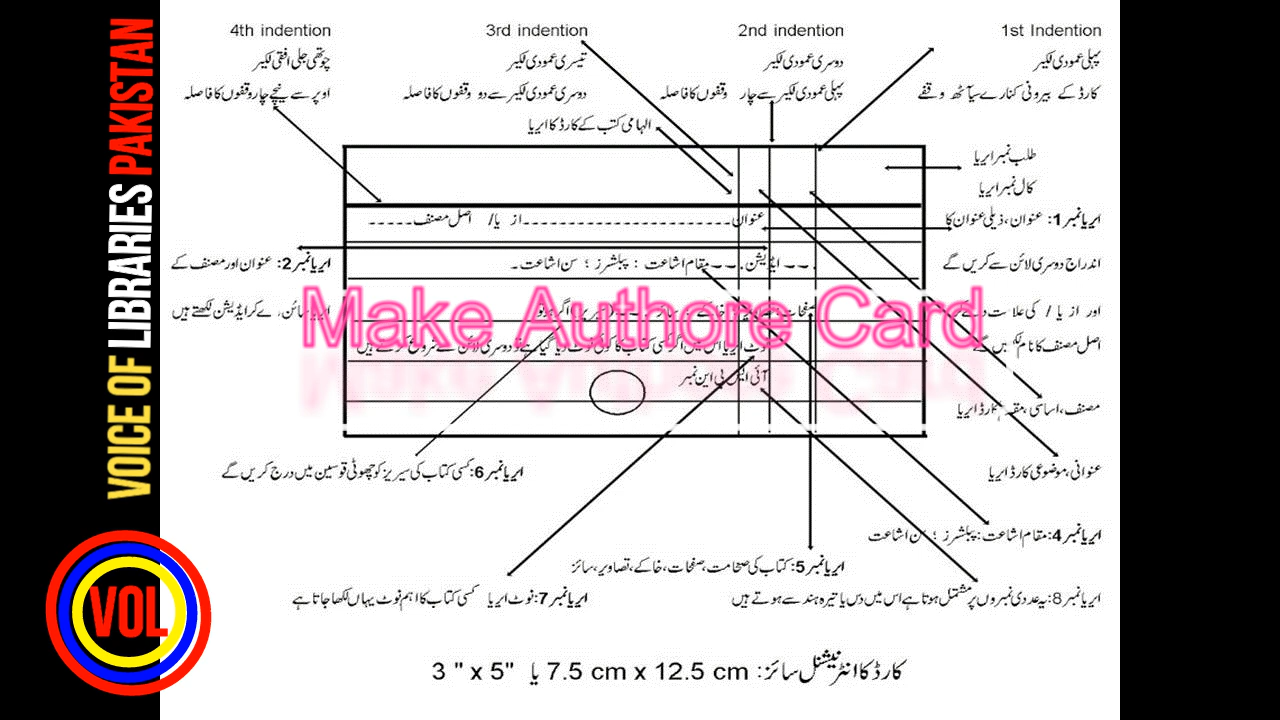 VOICE OF LIBRARIES PAKISTAN
VOL
1st Indention
پہلی عمودی لکیر
کارڈ کے بیرونی کنارے سے آٹھ وقفے
2nd indention
دوسری عمودی لکیر
پہلی عمودی لکیر سے چار وقفوں کا فاصلہ
3rd indention
تیسری عمودی لکیر
دوسری عمودی لکیر سے دو وقفوں کا فاصلہ
4th indention
چوتھی جلی افقی لکیر
اوپر سے نیچے چار وقفوں کا فاصلہ
الہامی کتب کے کارڈ کا ایریا
طلب نمبر ایریا
کال نمبر ایریا
ایریا نمبر 1: عنوان، ذیلی عنوان کا
اندراج دوسری لائن سے کریں گے
اور از یا / کی علامت
اصل مصنف کا نام
عنوان------------------------از یا/ اصل مصنف-----
ایڈیشن.--مقام اشاعت : پبلشرز ؛ سن اشاعت۔
آئی ایس بی این نمبر
ایریا نمبر 2: عنوان اور مصنف کے
ایریا سائن، ے کر ایڈیشن لکھتے ہیں
Make Authore Card
مصنف، اساسی، کارڈ ایریا
عنوانی، موضوعی کارڈ ایریا
ایریا نمبر 6: کسی کتاب کی سیریز کو چھوٹی قوسین میں درج کریں گے
ایریا نمبر 4: مقام اشاعت: پبلشرز ؛ سن اشاعت
ایریا نمبر 5: کتاب کی ضخامت، صفحات، خاکے، تصاویر، سائز
ایریا نمبر 8: یہ عددی نمبروں پر مشتمل ہوتا ہے اس میں دس یا تیرہ ہندسے ہوتے ہیں
ایریا نمبر 7: نوٹ ایریا کسی کتاب کا اہم نوٹ یہاں لکھا جاتا ہے
کارڈ کا انٹرنیشنل سائز: 7.5 cm x 12.5 cm یا 3 " x 5"